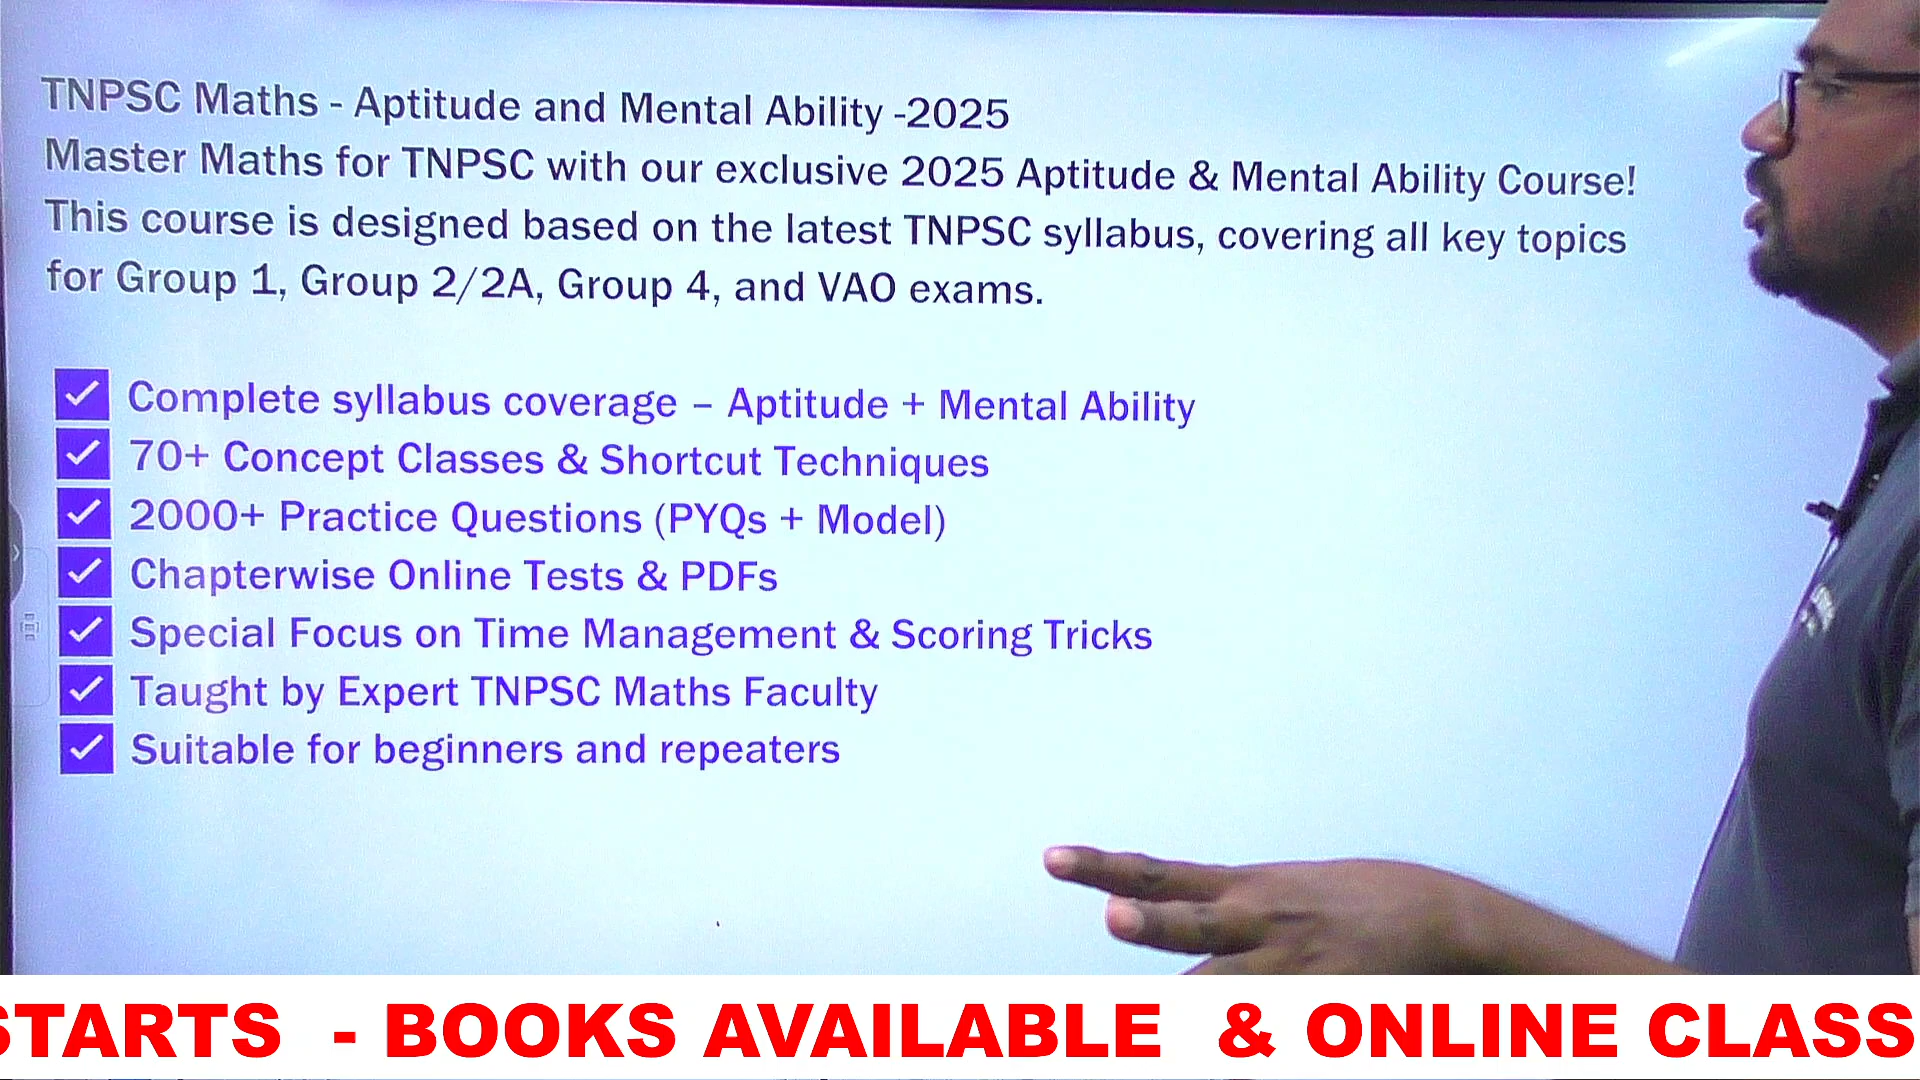 TNPSC Maths - Aptitude and Mental Ability -2025
Master Maths for TNPSC with our exclusive 2025 Aptitude & Mental Ability Course!
This course is designed based on the latest TNPSC syllabus, covering all key topics
for Group 1, Group 2/2A, Group 4, and VAO exams.
Complete syllabus coverage – Aptitude + Mental Ability
70+ Concept Classes & Shortcut Techniques
2000+ Practice Questions (PYQs + Model)
Chapterwise Online Tests & PDFs
Special Focus on Time Management & Scoring Tricks
Taught by Expert TNPSC Maths Faculty
Suitable for beginners and repeaters
STARTS - BOOKS AVAILABLE & ONLINE CLASS